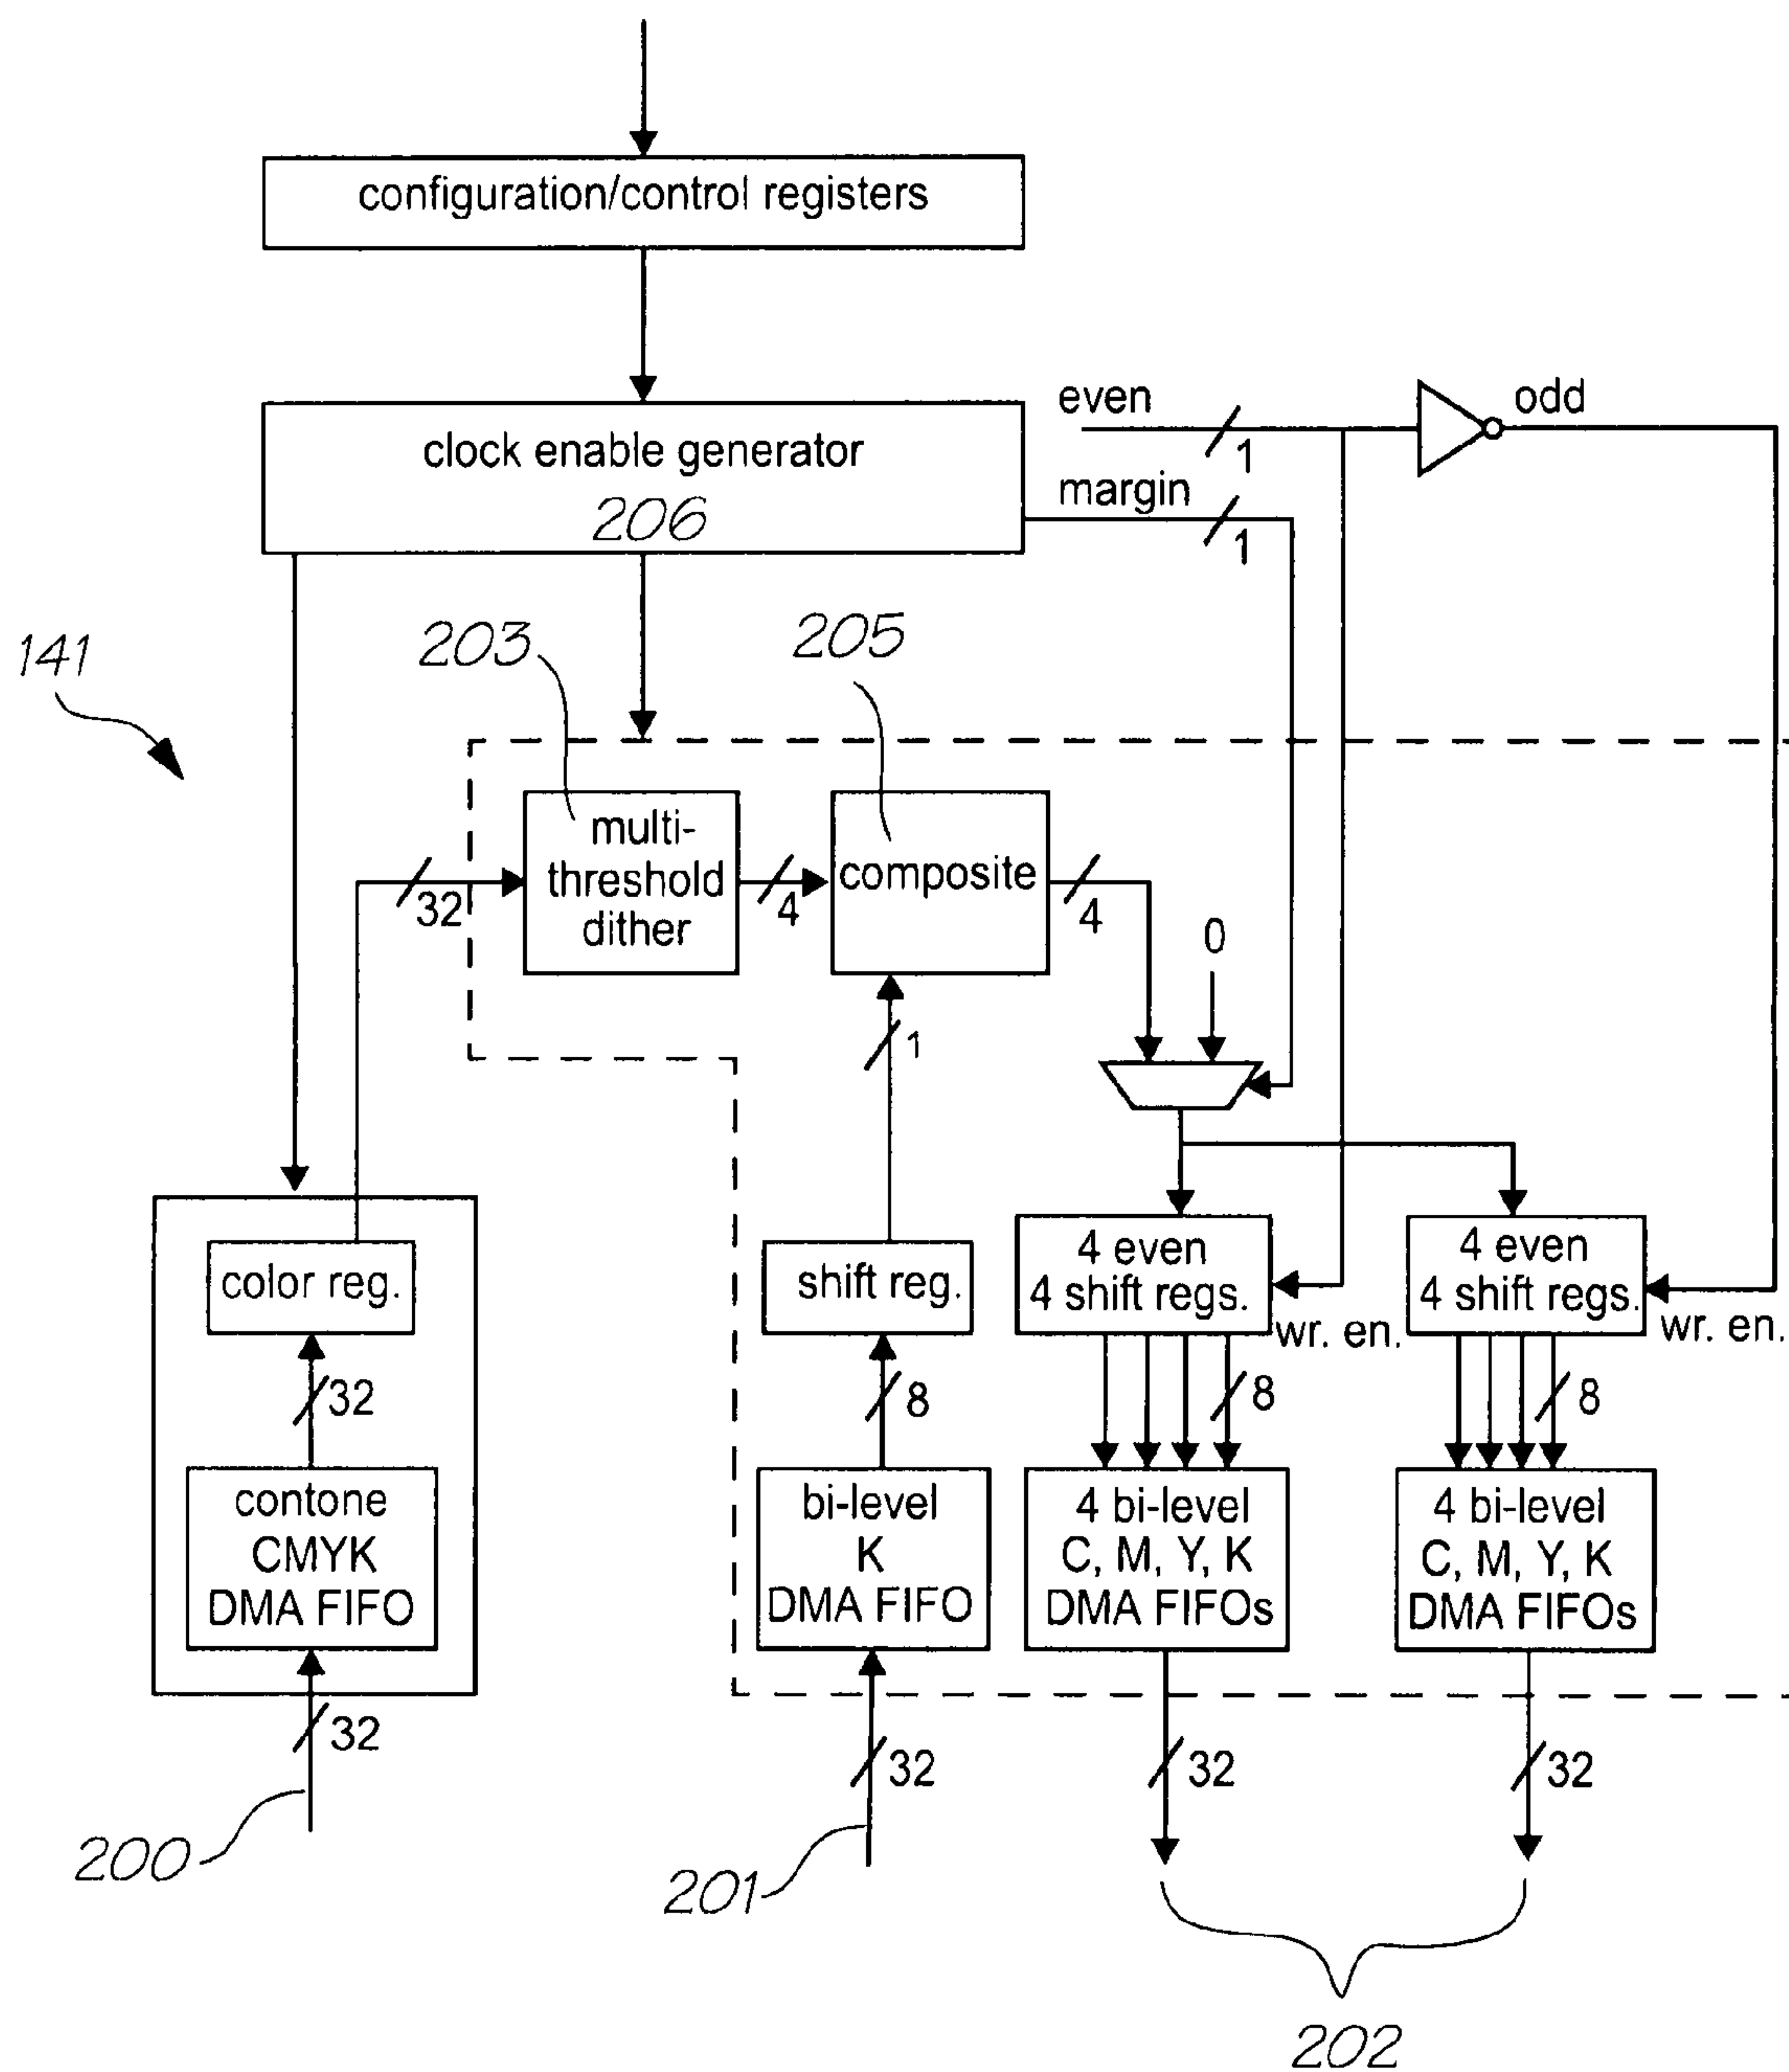 configuration/control registers
even
odd
1
clock enable generator
206
margin
1
141
203
205
multi-
threshold
dither
32
4
composite
4
0
1
color reg.
shift reg.
4 even
4 shift regs.
wr. en.
4 even
4 shift regs.
wr. en.
32
8
8
8
contone
CMYK
DMA FIFO
bi-level
K
DMA FIFO
4 bi-level
C, M, Y, K
DMA FIFOs
4 bi-level
C, M, Y, K
DMA FIFOs
32
32
32
32
200
201
202